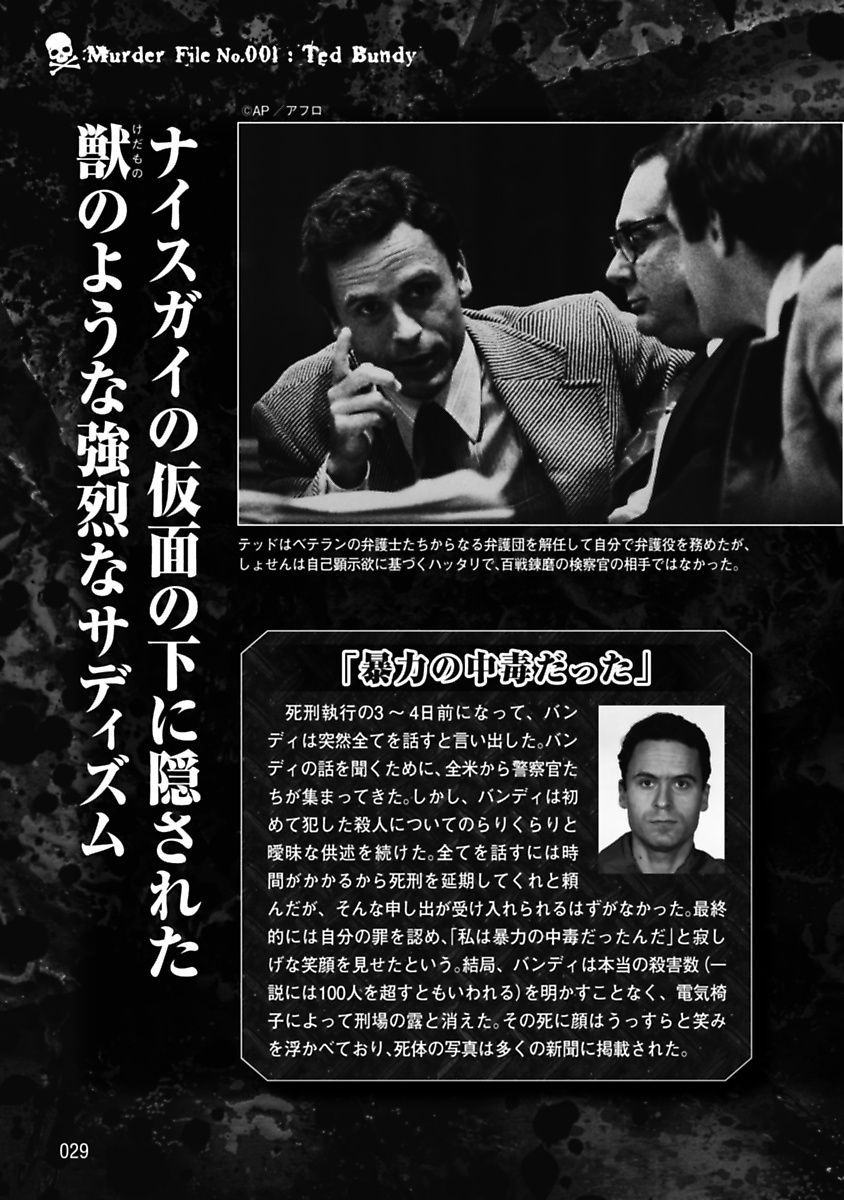 Murder File No.001 : Ted Bundy
©AP／アフロ
ナイスガイの仮面の下に隠された
獣のような強烈なサディズム
けだもの
テッドはベテランの弁護士たちからなる弁護団を解任して自分で弁護役を務めたが、
しょせんは自己顕示欲に基づくハッタリで、百戦錬磨の検察官の相手ではなかった。
「暴力の中毒だった」
死刑執行の3～4日前になって、バン
ディは突然全てを話すと言い出した。バン
ディの話を聞くために、全米から警察官た
ちが集まってきた。しかし、バンディは初
めて犯した殺人についてのらりくらりと
曖昧な供述を続けた。全てを話すには時
間がかかるから死刑を延期してくれと頼
んだが、そんな申し出が受け入れられるはずがなかった。最終
的には自分の罪を認め、「私は暴力の中毒だったんだ」と寂し
げな笑顔を見せたという。結局、バンディは本当の殺害数（一
説には100人を超すともいわれる）を明かすことなく、電気椅
子によって刑場の露と消えた。その死に顔はうっすらと笑み
を浮かべており、死体の写真は多くの新聞に掲載された。
029